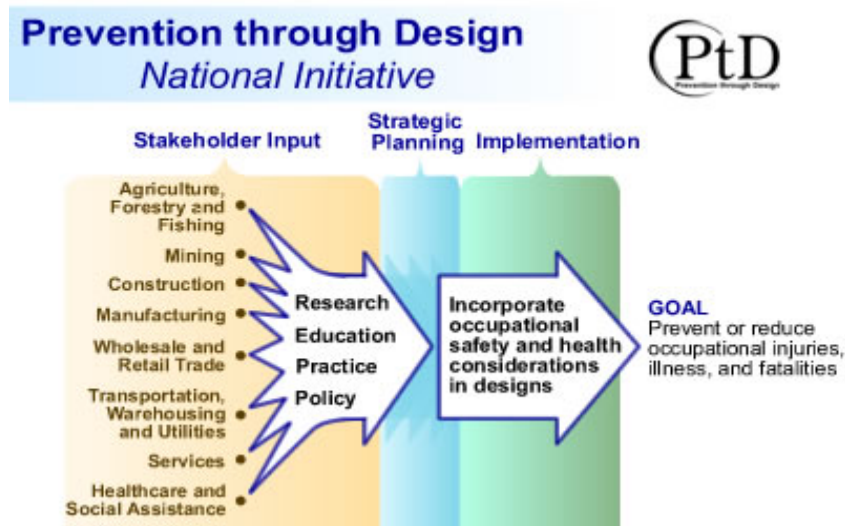 Prevention through Design
National Initiative
PtD
Prevention through Design
Stakeholder Input
Strategic
Planning
Implementation
Agriculture,
Forestry and
Fishing
Mining
Construction
Manufacturing
Wholesale and
Retail Trade
Transportation,
Warehousing
and Utilities
Services
Healthcare and
Social Assistance
Research
Education
Practice
Policy
Incorporate
occupational
safety and health
considerations
in designs
GOAL
Prevent or reduce
occupational injuries,
illness, and fatalities